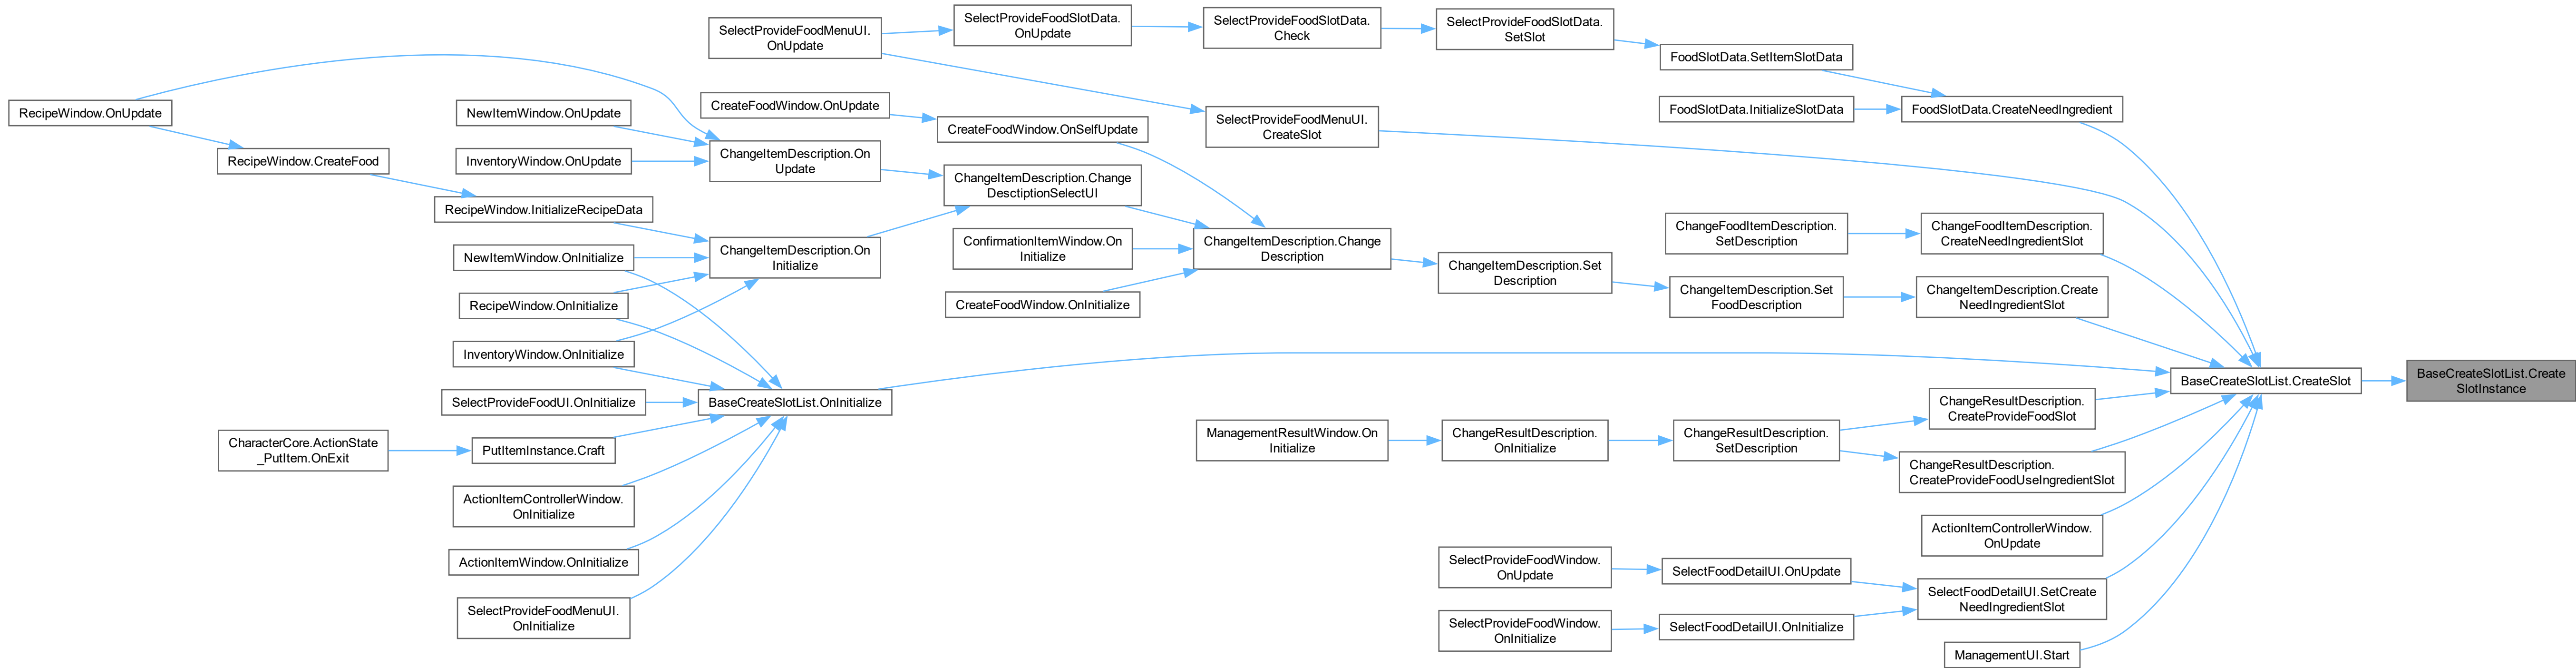 SelectProvideFoodMenuUI.
OnUpdate
SelectProvideFoodSlotData.
OnUpdate
SelectProvideFoodSlotData.
Check
SelectProvideFoodSlotData.
SetSlot
FoodSlotData.SetItemSlotData
RecipeWindow.OnUpdate
NewItemWindow.OnUpdate
CreateFoodWindow.OnUpdate
SelectProvideFoodMenuUI.
CreateSlot
FoodSlotData.InitializeSlotData
FoodSlotData.CreateNeedIngredient
CreateFoodWindow.OnSelfUpdate
RecipeWindow.CreateFood
InventoryWindow.OnUpdate
ChangeItemDescription.On
Update
ChangeItemDescription.Change
DesctiptionSelectUI
RecipeWindow.InitializeRecipeData
ChangeFoodItemDescription.
SetDescription
ChangeFoodItemDescription.
CreateNeedIngredientSlot
NewItemWindow.OnInitialize
ChangeItemDescription.On
Initialize
ConfirmationItemWindow.On
Initialize
ChangeItemDescription.Change
Description
ChangeItemDescription.Set
Description
ChangeItemDescription.Set
FoodDescription
ChangeItemDescription.Create
NeedIngredientSlot
RecipeWindow.OnInitialize
CreateFoodWindow.OnInitialize
InventoryWindow.OnInitialize
BaseCreateSlotList.CreateSlot
BaseCreateSlotList.Create
SlotInstance
SelectProvideFoodUI.OnInitialize
BaseCreateSlotList.OnInitialize
ChangeResultDescription.
CreateProvideFoodSlot
CharacterCore.ActionState
_PutItem.OnExit
PutItemInstance.Craft
ManagementResultWindow.On
Initialize
ChangeResultDescription.
OnInitialize
ChangeResultDescription.
SetDescription
ChangeResultDescription.
CreateProvideFoodUseIngredientSlot
ActionItemControllerWindow.
OnInitialize
ActionItemControllerWindow.
OnUpdate
ActionItemWindow.OnInitialize
SelectProvideFoodWindow.
OnUpdate
SelectFoodDetailUI.OnUpdate
SelectFoodDetailUI.SetCreate
NeedIngredientSlot
SelectProvideFoodMenuUI.
OnInitialize
SelectProvideFoodWindow.
OnInitialize
SelectFoodDetailUI.OnInitialize
ManagementUI.Start